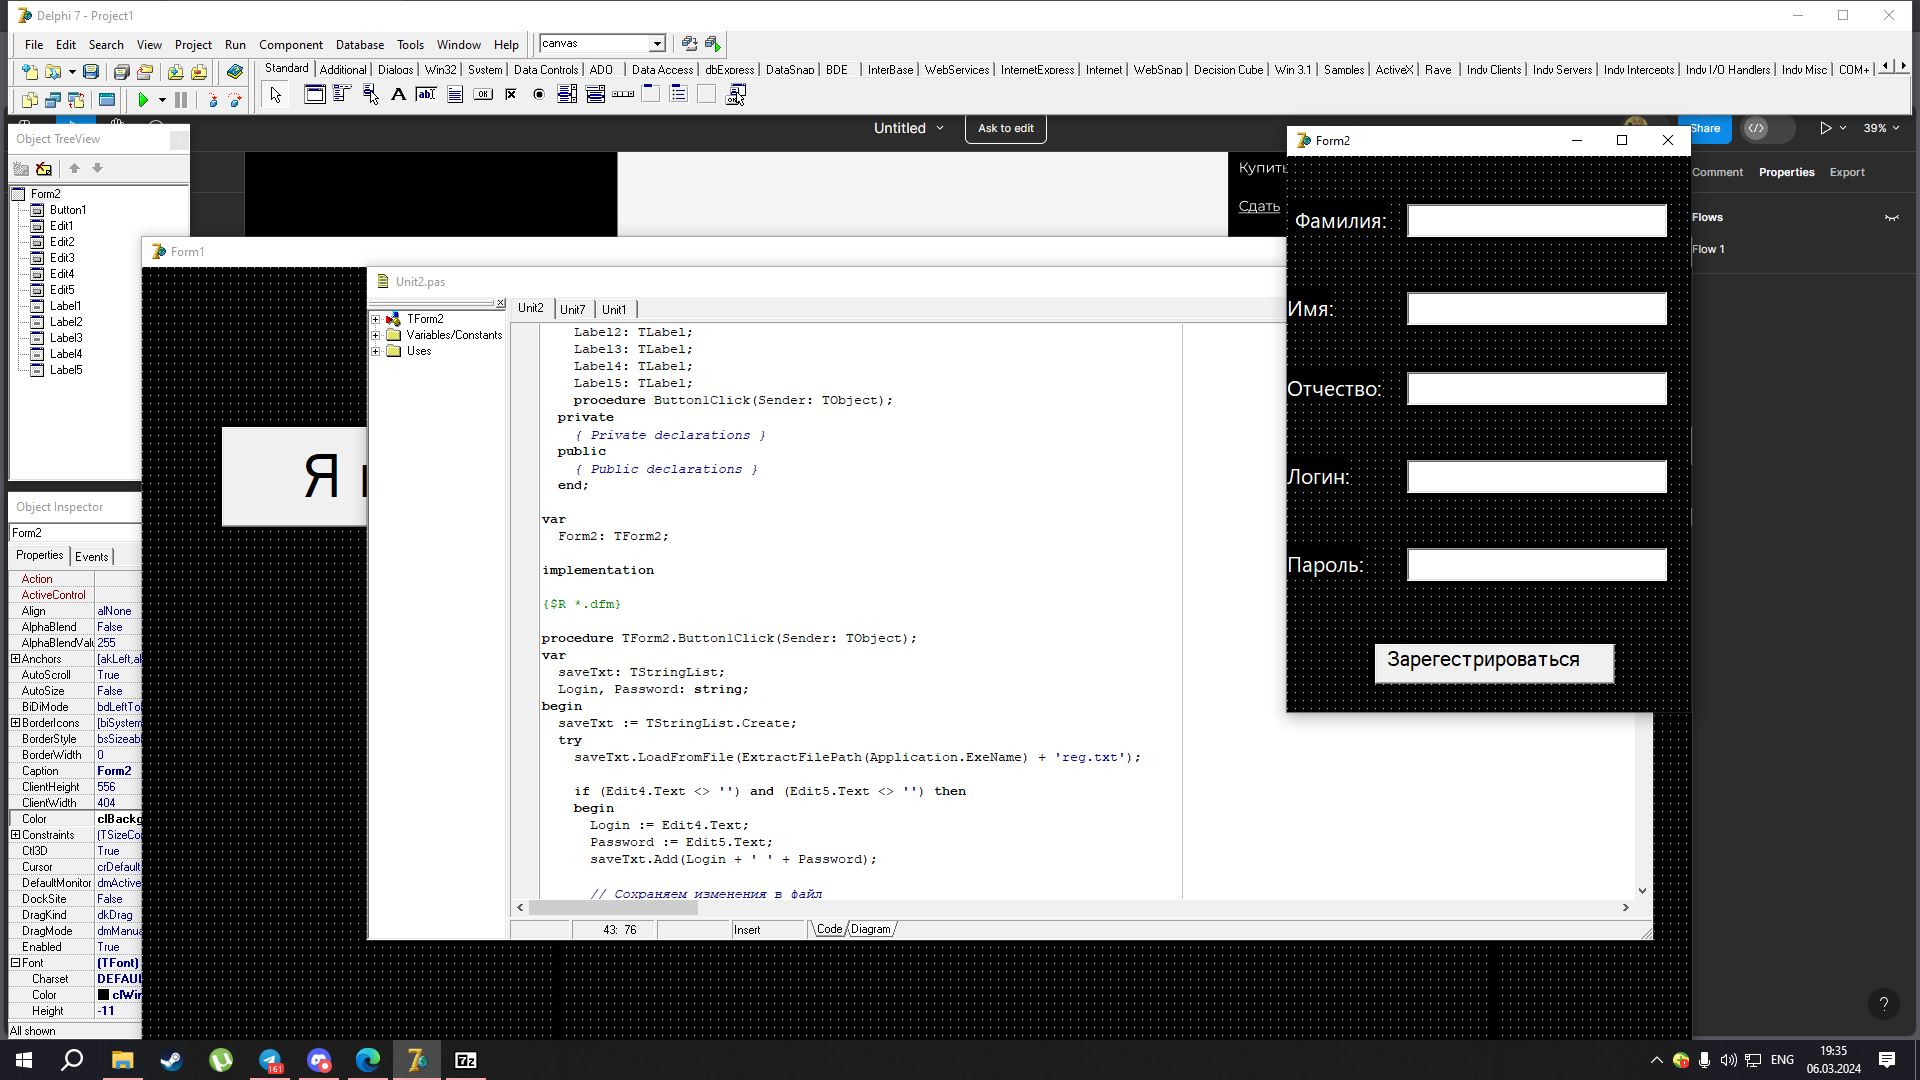 Delphi 7 - Project1
File Edit Search View Project Run Component Database Tools Window Help
canvas
Standard Additional Dialogs Win32 System Data Controls ADO Data Access dbExpress DataSnap BDE InterBase WebServices InternetExpress Internet WebSnap Decision Cube Win 3.1 Samples ActiveX Rave Indy Clients Indy Servers Indy Intercepts Indy I/O Handlers Indy Misc COM+
Untitled
Ask to edit
Share
39%
Comment Properties Export
Flows
Flow 1
Купить
Сдать
Object TreeView
Form2
Button1
Edit1
Edit2
Edit3
Edit4
Edit5
Label1
Label2
Label3
Label4
Label5
Form1
Я
Unit2.pas
TForm2
Variables/Constants
Uses
Unit2 Unit7 Unit1
Label2: TLabel;
Label3: TLabel;
Label4: TLabel;
Label5: TLabel;
procedure Button1Click(Sender: TObject);
private
{ Private declarations }
public
{ Public declarations }
end;
var
Form2: TForm2;
implementation
{$R *.dfm}
procedure TForm2.Button1Click(Sender: TObject);
var
saveTxt: TStringList;
Login, Password: string;
begin
saveTxt := TStringList.Create;
try
saveTxt.LoadFromFile(ExtractFilePath(Application.ExeName) + 'reg.txt');
if (Edit4.Text <> '') and (Edit5.Text <> '') then
begin
Login := Edit4.Text;
Password := Edit5.Text;
saveTxt.Add(Login + ' ' + Password);
// Сохраняем изменения в файл
43: 76
Insert
Code Diagram
Form2
Фамилия:
Имя:
Отчество:
Логин:
Пароль:
Зарегестрироваться
Object Inspector
Form2
Properties Events
Action
ActiveControl
Align alNone
AlphaBlend False
AlphaBlendValu 255
Anchors [akLeft,al
AutoScroll True
AutoSize False
BiDiMode bdLeftTo
BorderIcons [biSystem
BorderStyle bsSizeabl
BorderWidth 0
Caption Form2
ClientHeight 556
ClientWidth 404
Color clBackg
Constraints (TSizeCor
Ctl3D True
Cursor crDefault
DefaultMonitor dmActive
DockSite False
DragKind dkDrag
DragMode dmManua
Enabled True
Font (TFont)
Charset DEFAUL
Color clWin
Height -11
All shown
161
7z
ENG
19:35
06.03.2024
?